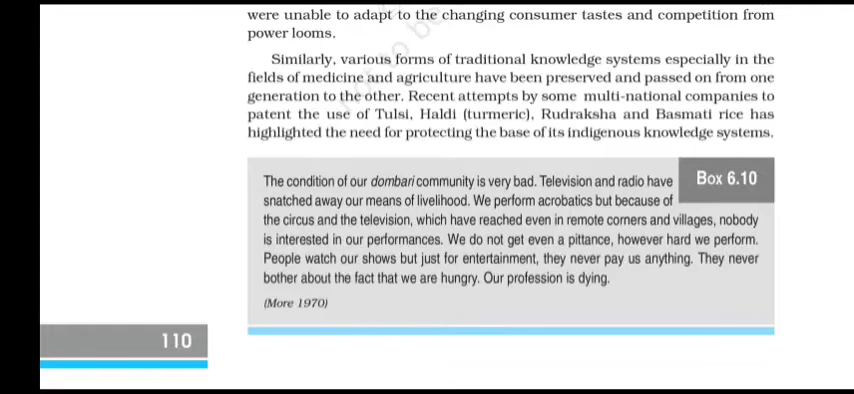 were unable to adapt to the changing consumer tastes and competition from
power looms.
Similarly, various forms of traditional knowledge systems especially in the
fields of medicine and agriculture have been preserved and passed on from one
generation to the other. Recent attempts by some multi-national companies to
patent the use of Tulsi, Haldi (turmeric), Rudraksha and Basmati rice has
highlighted the need for protecting the base of its indigenous knowledge systems.
Box 6.10
The condition of our dombari community is very bad. Television and radio have
snatched away our means of livelihood. We perform acrobatics but because of
the circus and the television, which have reached even in remote corners and villages, nobody
is interested in our performances. We do not get even a pittance, however hard we perform.
People watch our shows but just for entertainment, they never pay us anything. They never
bother about the fact that we are hungry. Our profession is dying.
(More 1970)
110